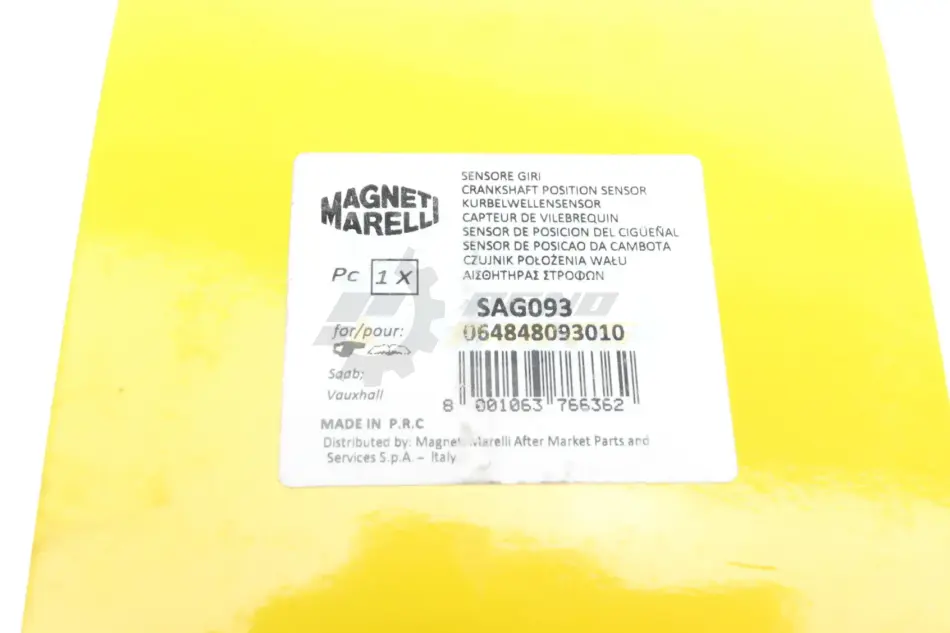 MAGNETI
MARELLI
SENSORE GIRI
CRANKSHAFT POSITION SENSOR
KURBELWELLENSENSOR
CAPTEUR DE VILEBREQUIN
SENSOR DE POSICION DEL CIGÜEÑAL
SENSOR DE POSICAO DA CAMBOTA
CZUJNIK POŁOŻENIA WAŁU
ΑΙΣΘΗΤΗΡΑΣ ΣΤΡΟΦΩΝ
Pc 1 X
SAG093
064848093010
for/pour:
Saab;
Vauxhall
8 001063 766362
MADE IN P.R.C
Distributed by: Magneti Marelli After Market Parts and
Services S.p.A. – Italy